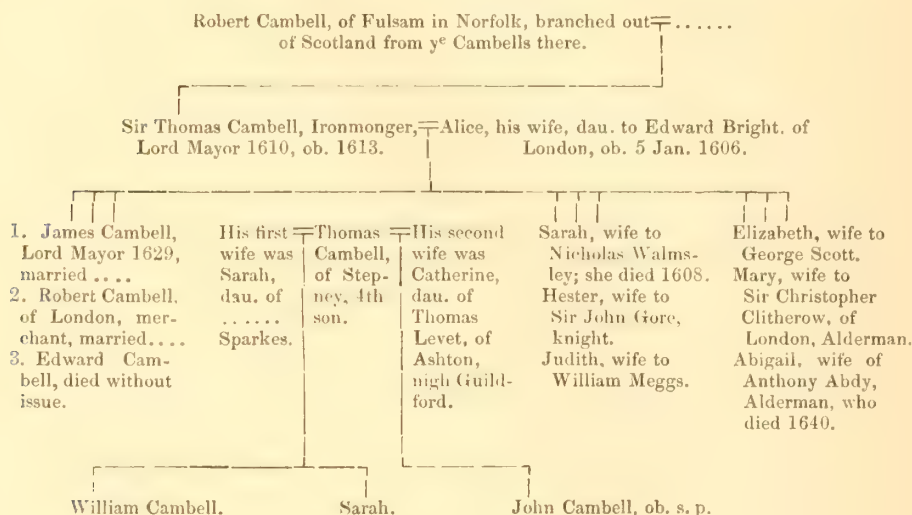 Robert Cambell, of Fulsam in Norfolk, branched out = ......
of Scotland from yᵉ Cambells there.
Sir Thomas Cambell, Ironmonger, = Alice, his wife, dau. to Edward Bright. of
Lord Mayor 1610, ob. 1613.
London, ob. 5 Jan. 1606.
1. James Cambell,
Lord Mayor 1629,
married ....
2. Robert Cambell,
of London, mer-
chant, married....
3. Edward Cam-
bell, died without
issue.
His first =
wife was
Sarah,
dau. of
......
Sparkes.
Thomas
Cambell,
of Step-
ney, 4th
son.
= His second
wife was
Catherine,
dau. of
Thomas
Levet, of
Ashton,
nigh Guild-
ford.
Sarah, wife to
Nicholas Walms-
ley; she died 1608.
Hester, wife to
Sir John Gore,
knight.
Judith, wife to
William Meggs.
Elizabeth, wife to
George Scott.
Mary, wife to
Sir Christopher
Clitherow, of
London, Alderman.
Abigail, wife of
Anthony Abdy,
Alderman, who
died 1640.
William Cambell.
Sarah.
John Cambell, ob. s. p.